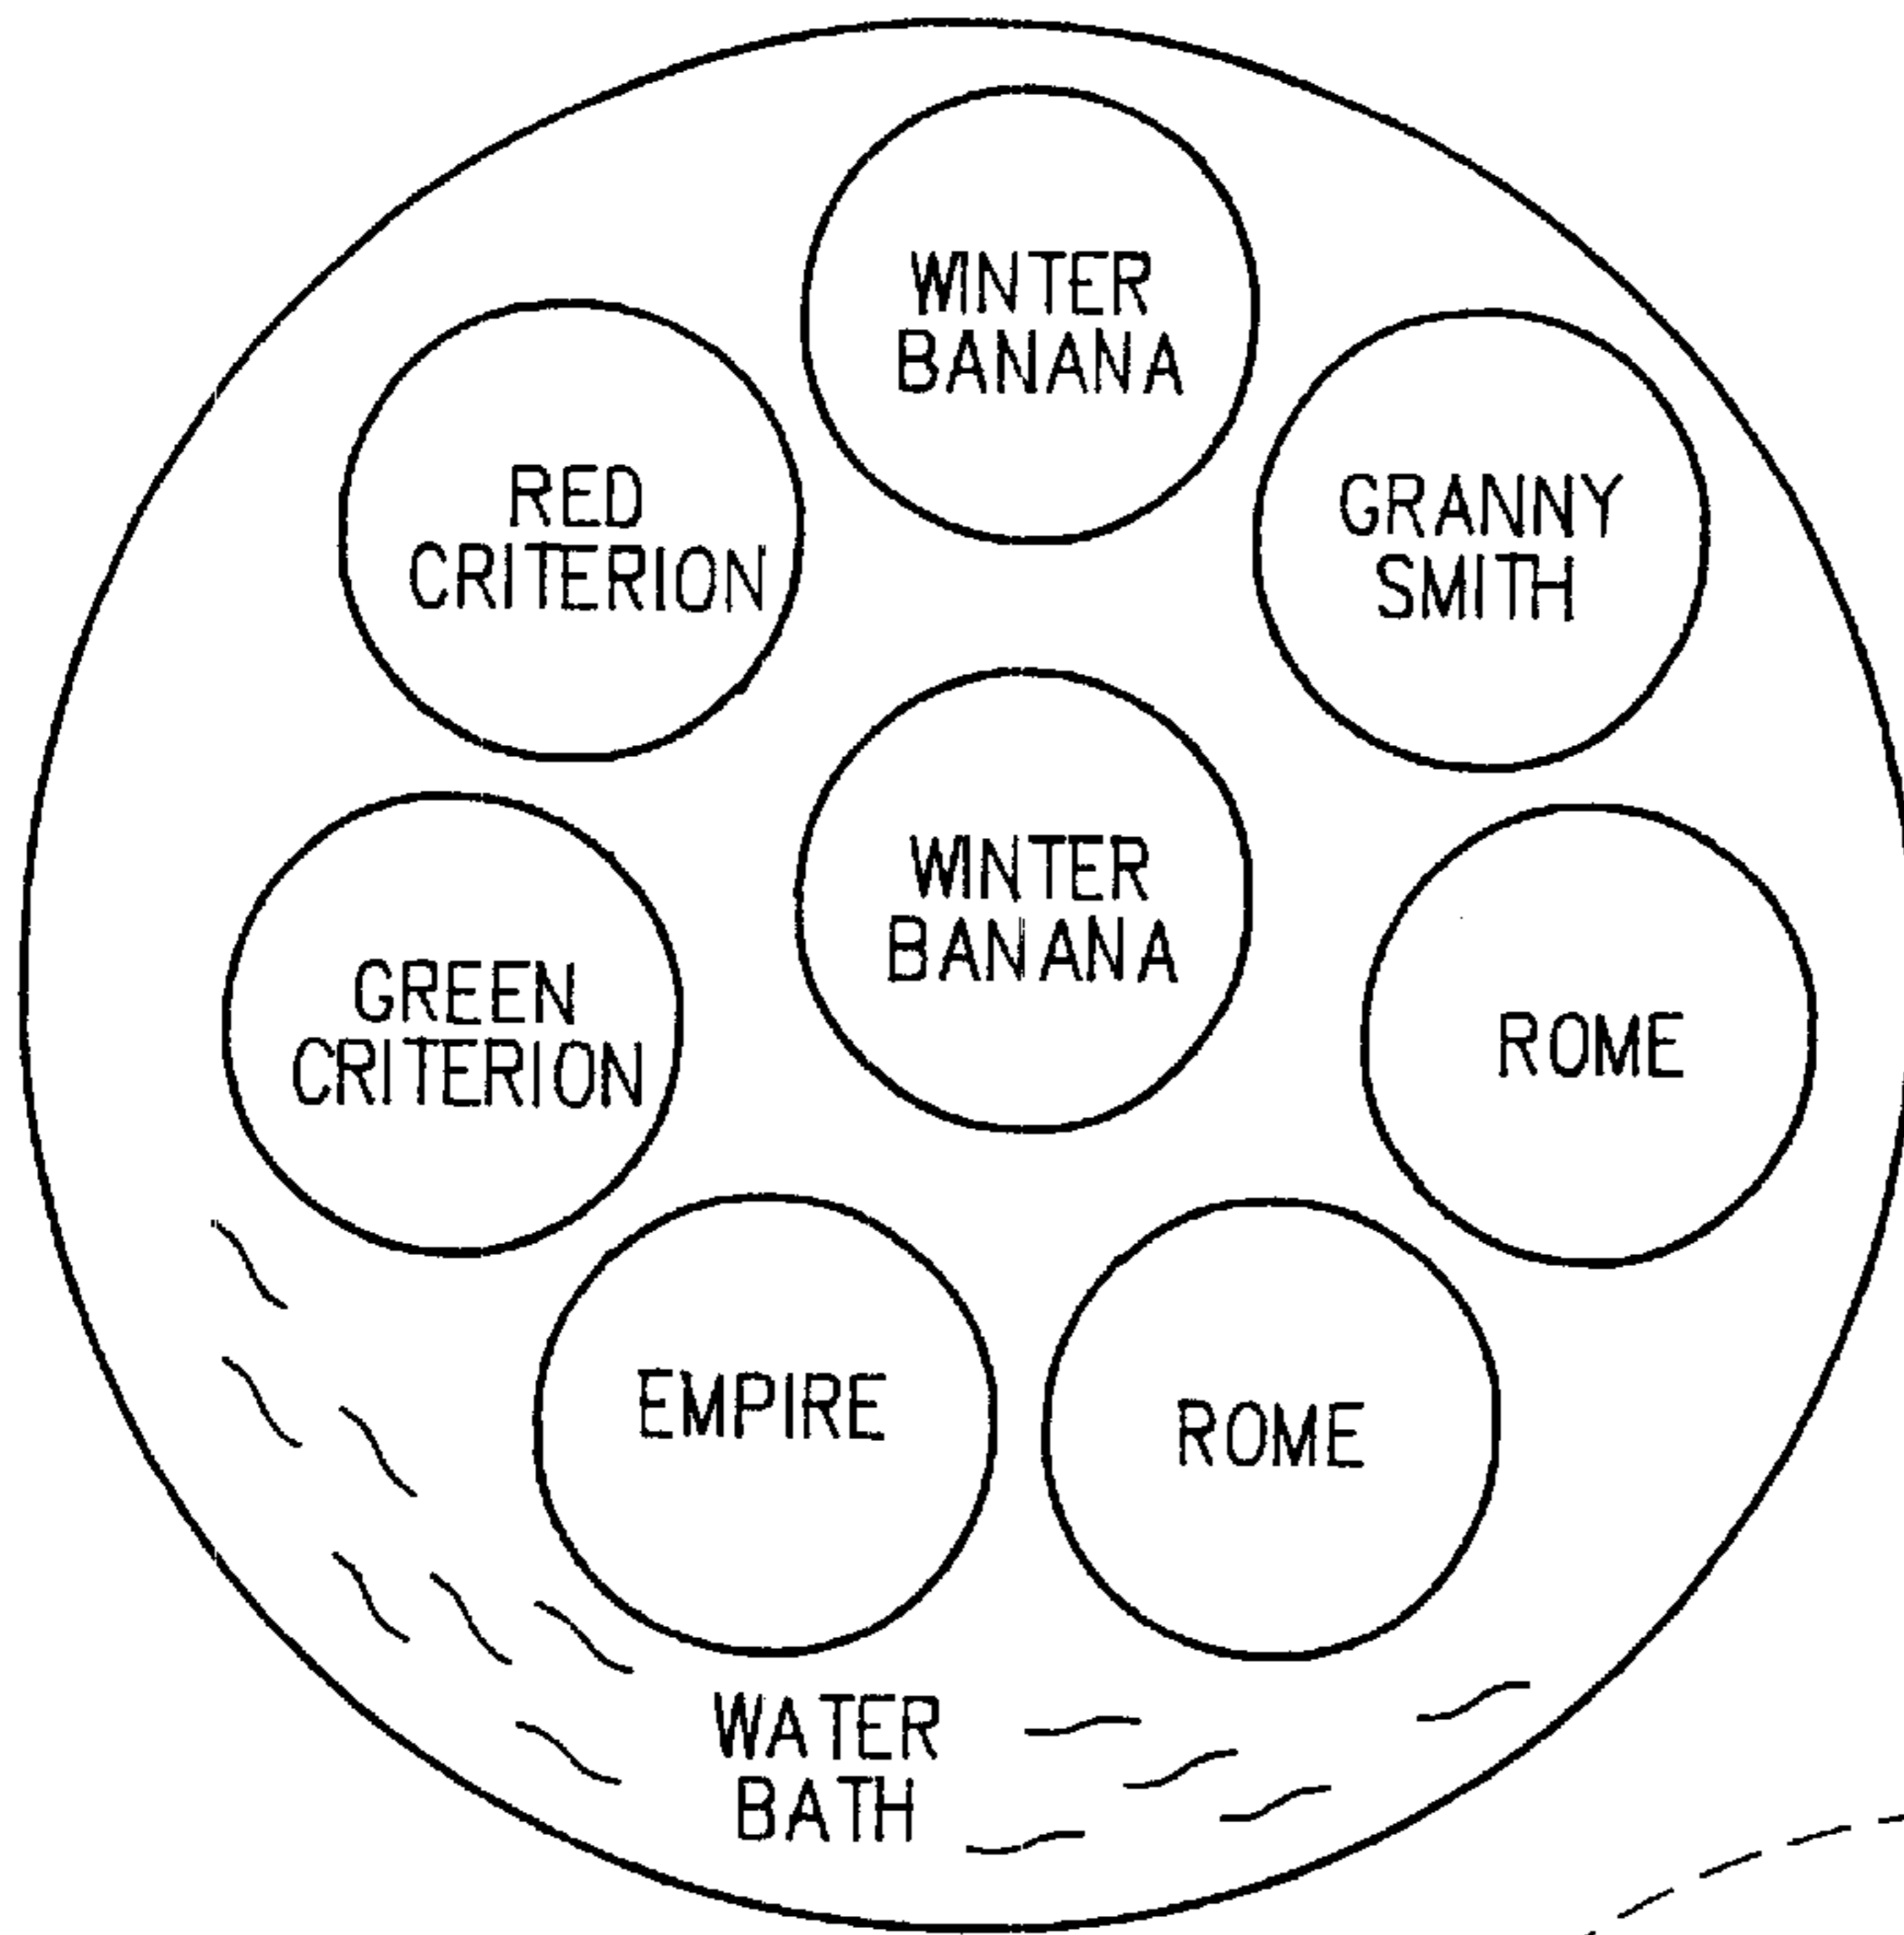 WINTER
BANANA
RED
CRITERION
GRANNY
SMITH
WINTER
BANANA
GREEN
CRITERION
ROME
EMPIRE
ROME
WATER
BATH